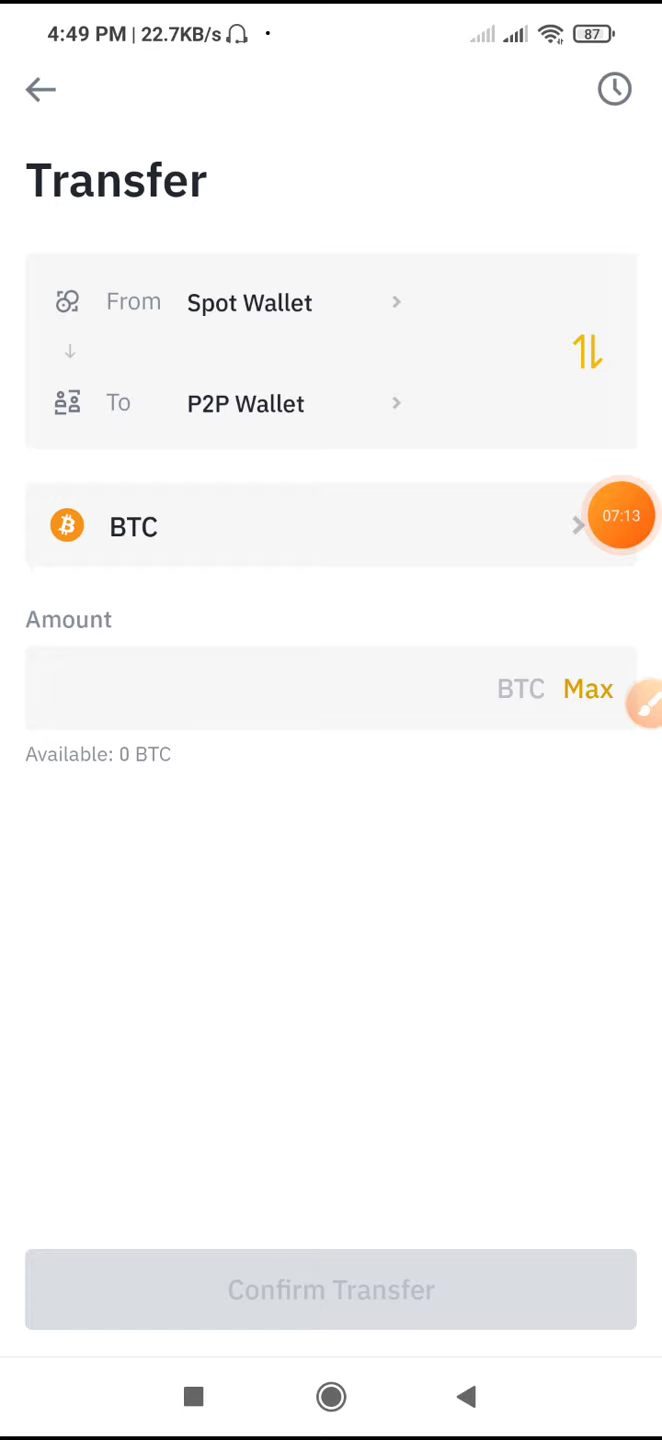 4:49 PM | 22.7KB/s
87
Transfer
From Spot Wallet
To P2P Wallet
BTC
07:13
Amount
BTC Max
Available: 0 BTC
Confirm Transfer